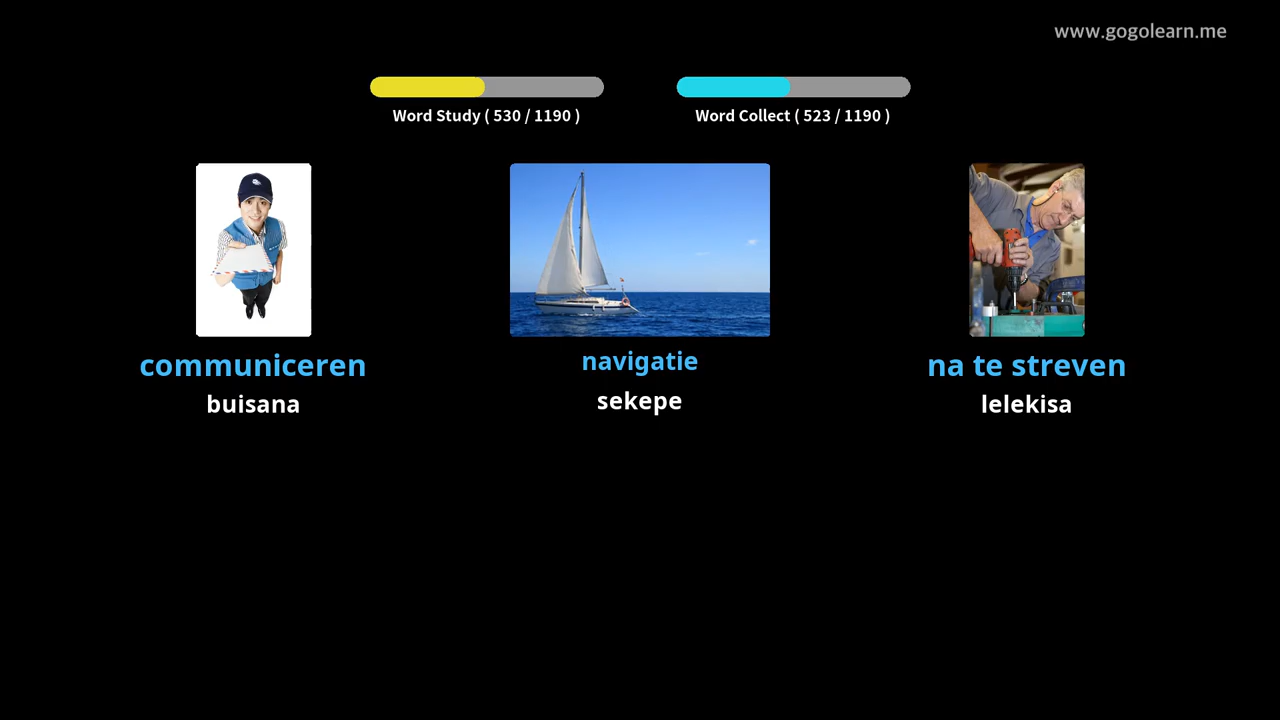 www.gogolearn.me
Word Study ( 530 / 1190 )
Word Collect ( 523 / 1190 )
communiceren
navigatie
na te streven
buisana
sekepe
lelekisa